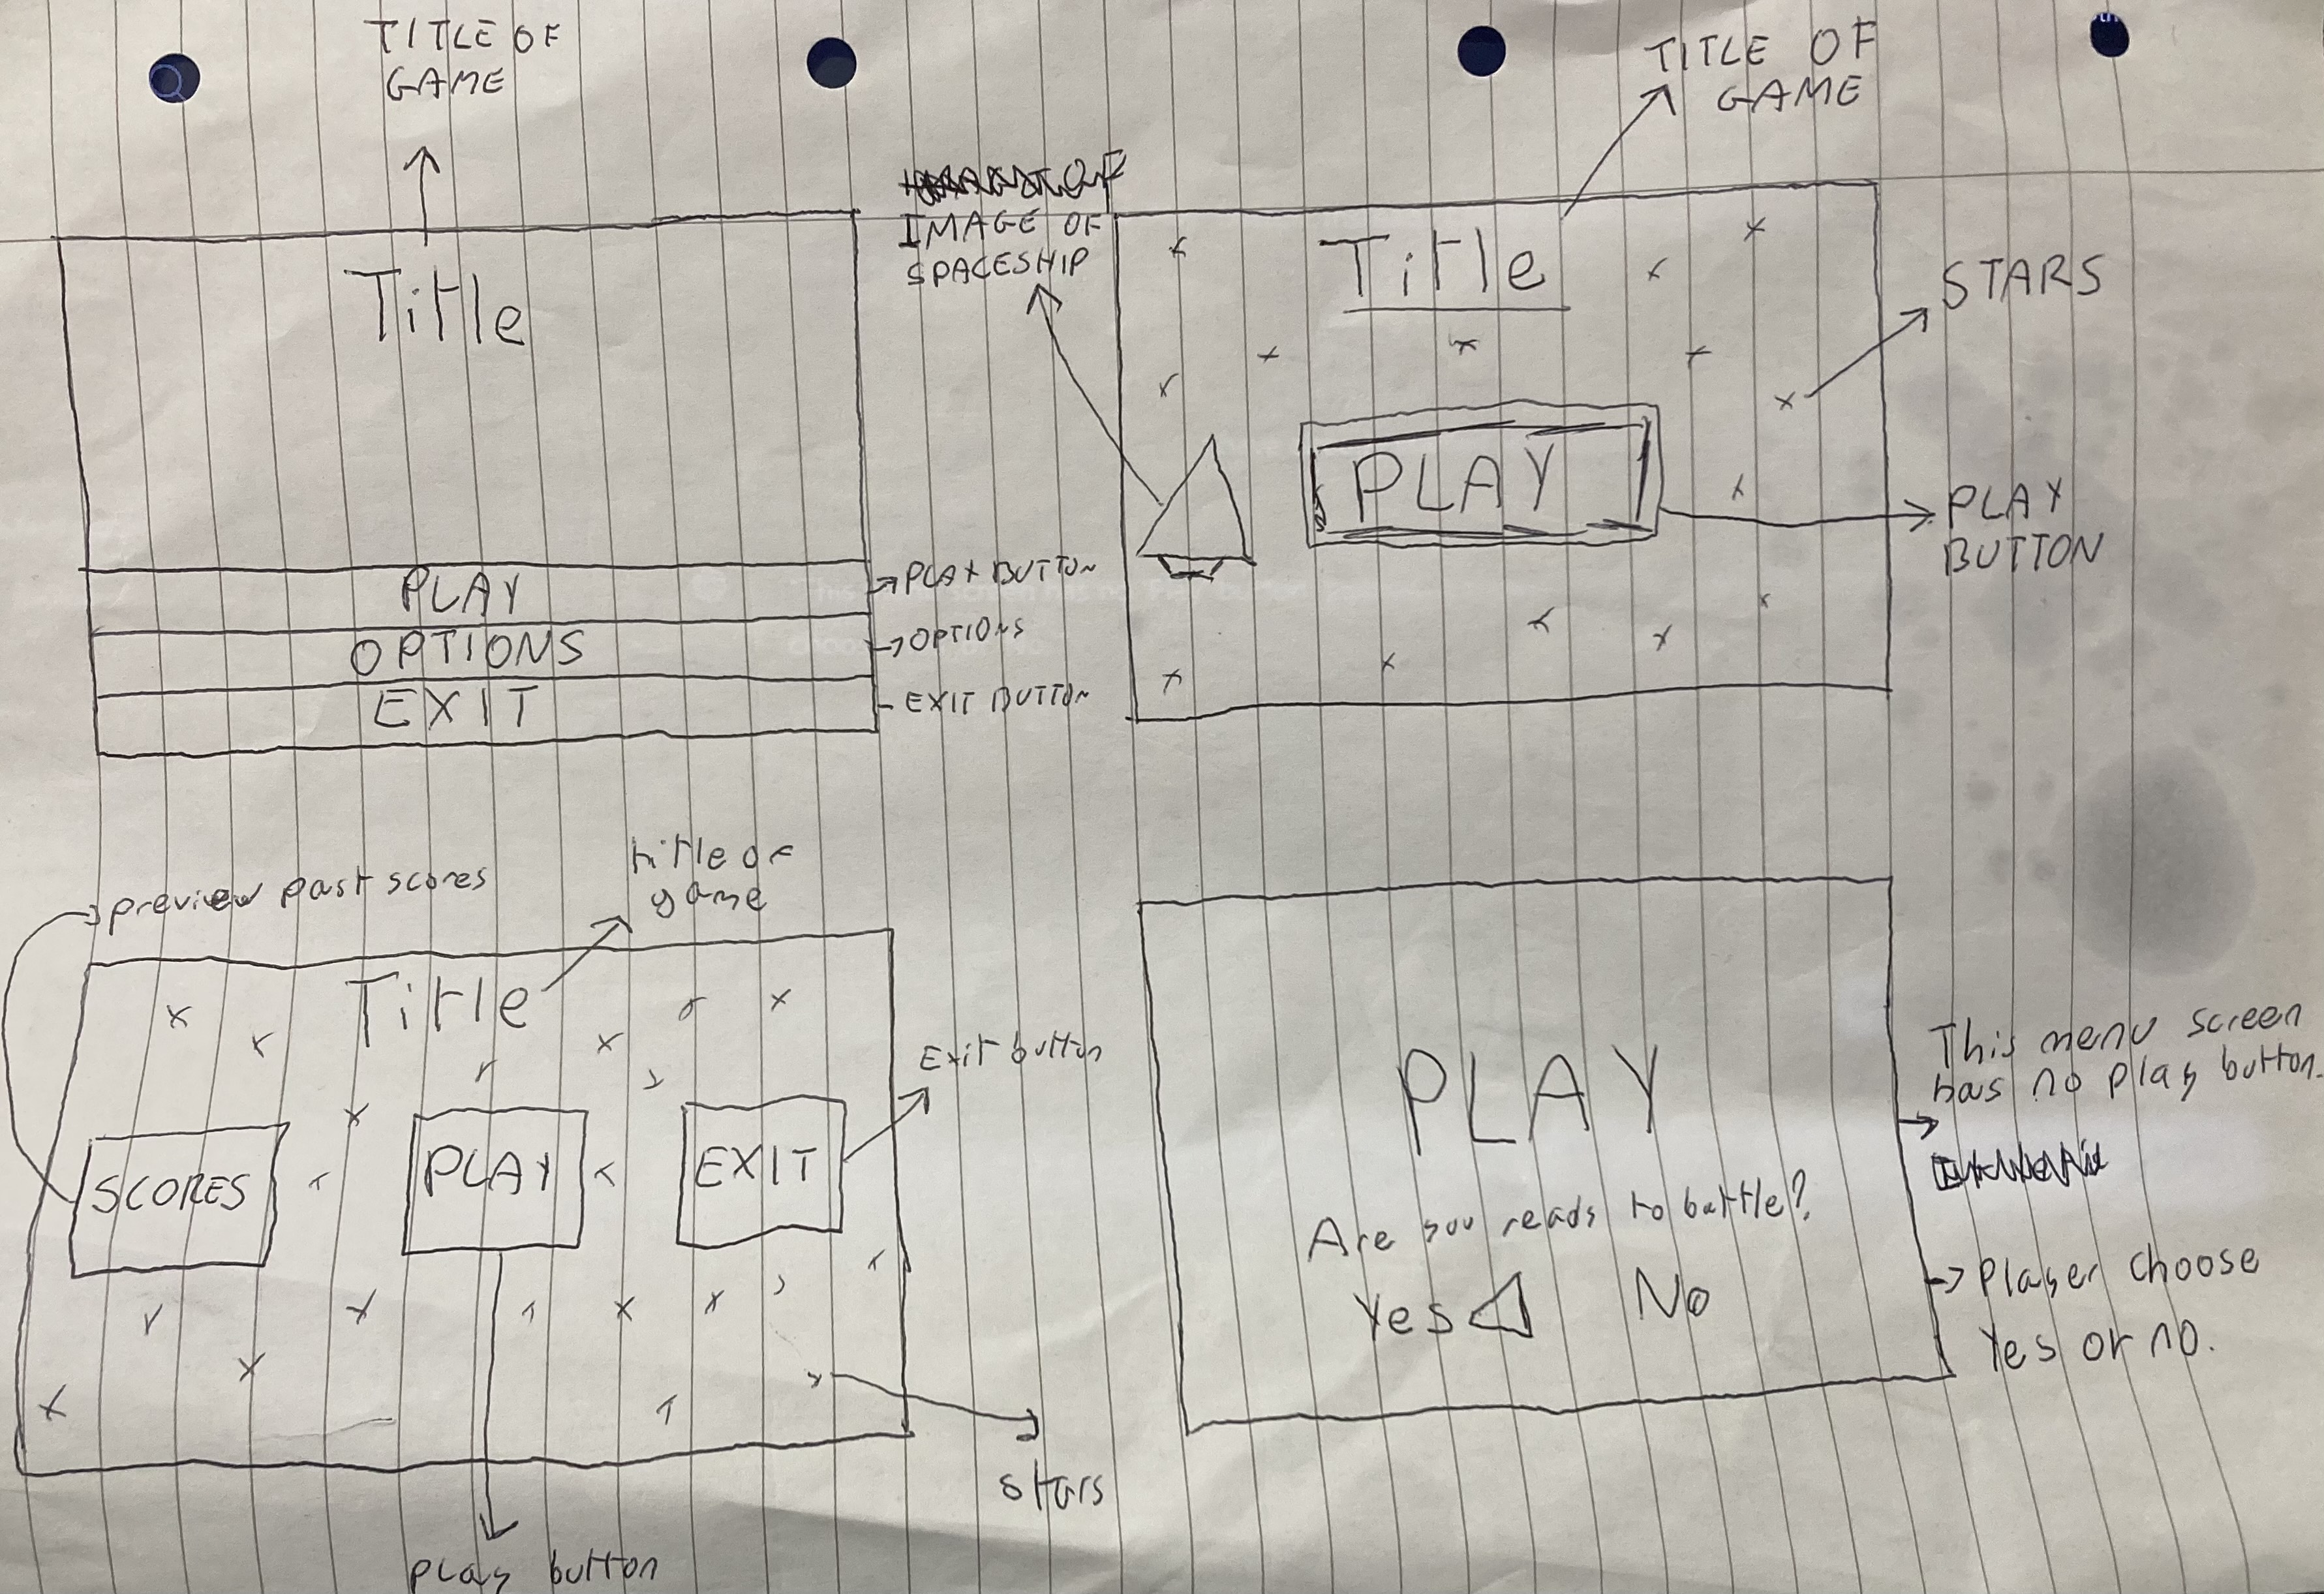 TITLE OF
GAME
Title
PLAY
OPTIONS
EXIT
PLAY BUTTON
OPTIONS
EXIT BUTTON
OF
IMAGE OF
SPACESHIP
TITLE OF
GAME
Title
PLAY
STARS
PLAY
BUTTON
preview past scores
title of
game
Title
SCORES
PLAY
EXIT
Exit button
stars
play button
PLAY
Are you ready to battle?
Yes No
This menu screen
has no play button.
Player choose
Yes or no.